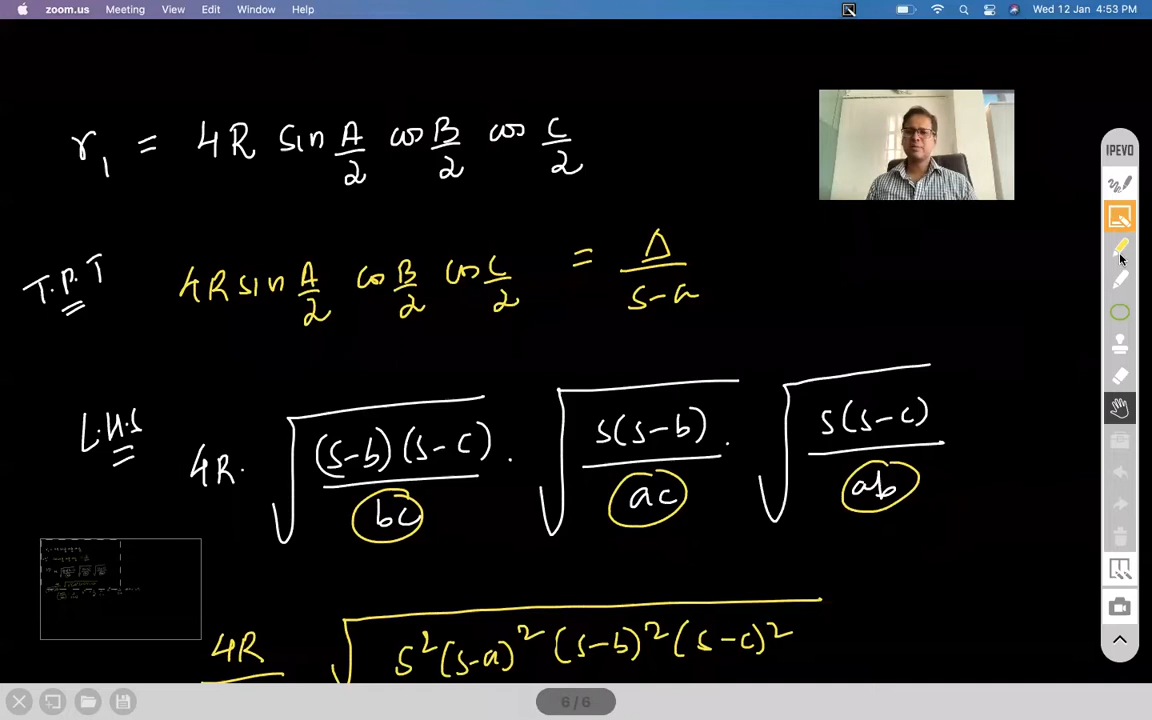 zoom.us Meeting View Edit Window Help Wed 12 Jan 4:53 PM
r₁ = 4R sin A/2 cos B/2 cos C/2
IPEVO
T.P.T 4R sin A/2 cos B/2 cos C/2 = Δ/(s-a)
L.H.S 4R. √((s-b)(s-c)/bc) . √(s(s-b)/ac) . √(s(s-c)/ab)
4R √(s²(s-a)²(s-b)²(s-c)²
6/6